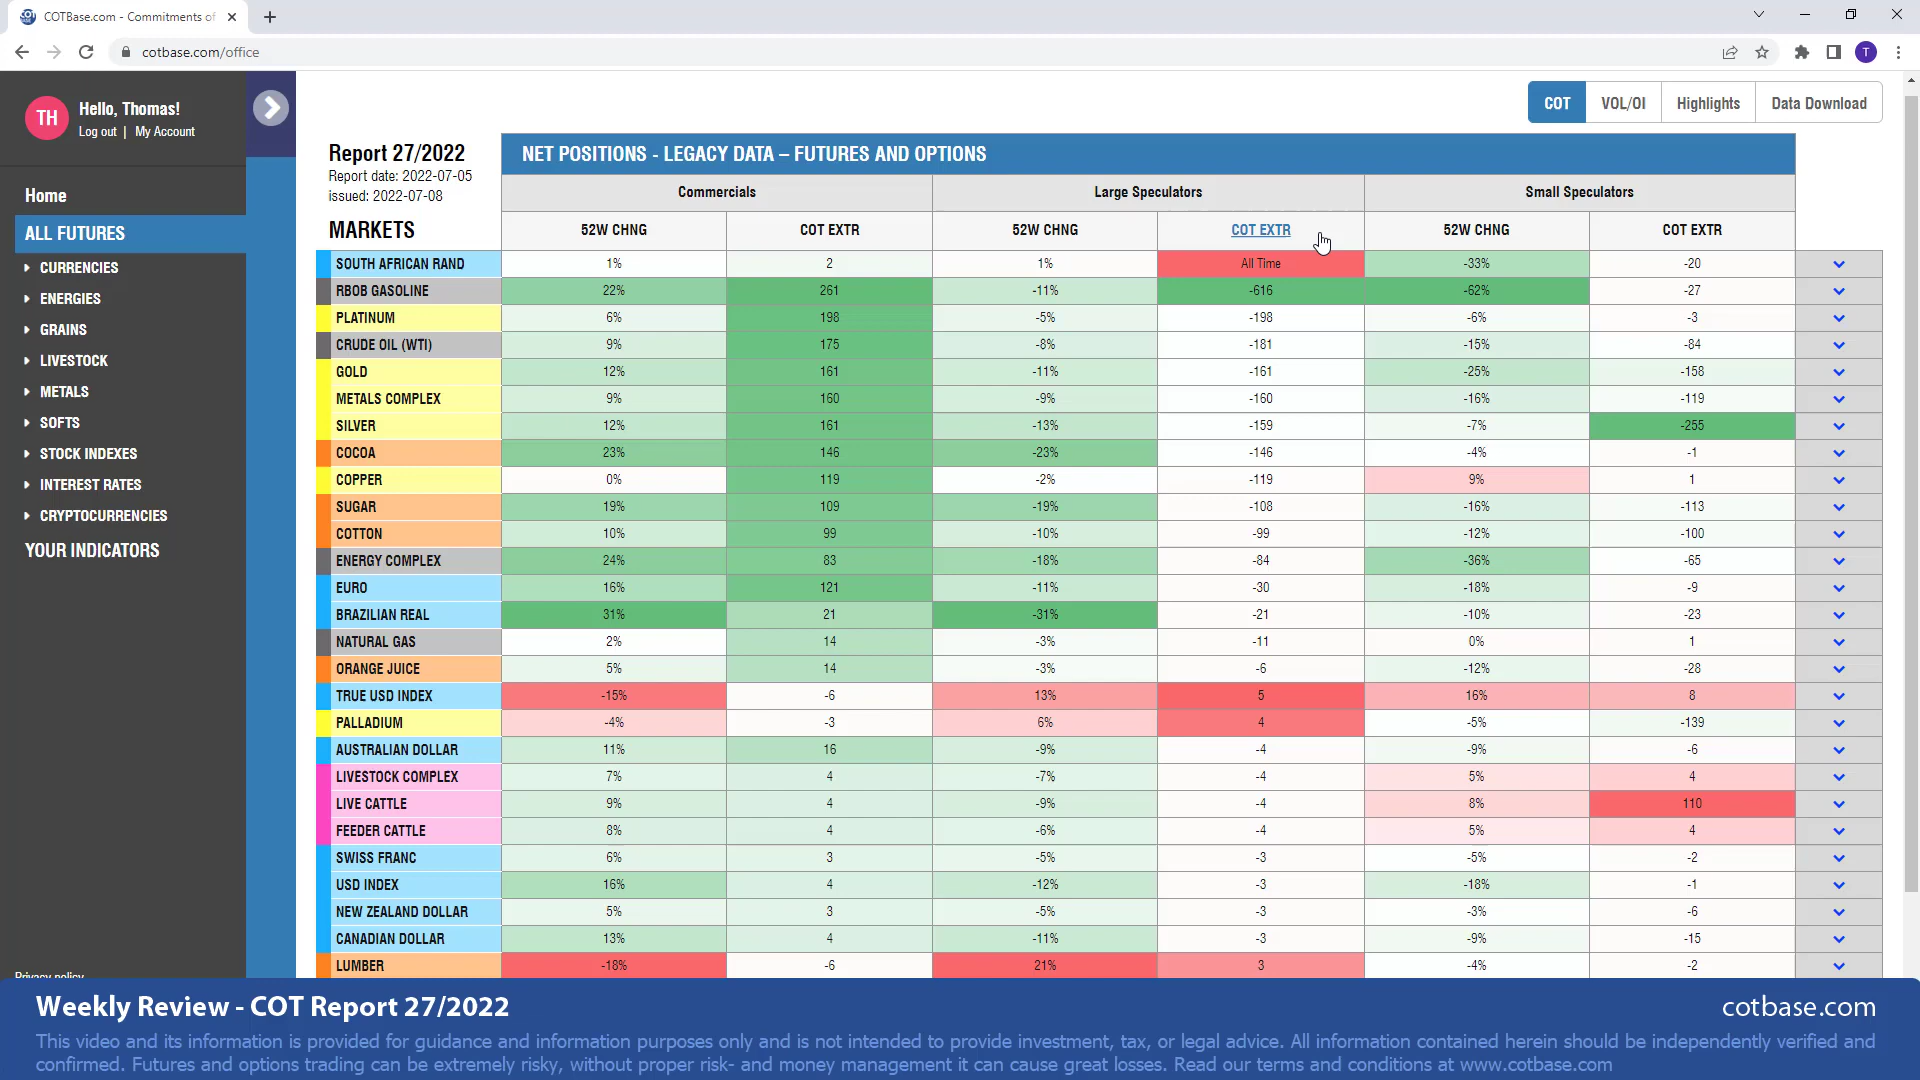 COTBase.com - Commitments of
cotbase.com/office
T
TH
Hello, Thomas!
Log out | My Account
Home
ALL FUTURES
CURRENCIES
ENERGIES
GRAINS
LIVESTOCK
METALS
SOFTS
STOCK INDEXES
INTEREST RATES
CRYPTOCURRENCIES
YOUR INDICATORS
Privacy policy
COT VOL/OI Highlights Data Download
Report 27/2022
Report date: 2022-07-05
issued: 2022-07-08
MARKETS
NET POSITIONS - LEGACY DATA – FUTURES AND OPTIONS
Commercials Large Speculators Small Speculators
52W CHNG COT EXTR 52W CHNG COT EXTR 52W CHNG COT EXTR
SOUTH AFRICAN RAND 1% 2 1% All Time -33% -20
RBOB GASOLINE 22% 261 -11% -616 -62% -27
PLATINUM 6% 198 -5% -198 -6% -3
CRUDE OIL (WTI) 9% 175 -8% -181 -15% -84
GOLD 12% 161 -11% -161 -25% -158
METALS COMPLEX 9% 160 -9% -160 -16% -119
SILVER 12% 161 -13% -159 -7% -255
COCOA 23% 146 -23% -146 -4% -1
COPPER 0% 119 -2% -119 9% 1
SUGAR 19% 109 -19% -108 -16% -113
COTTON 10% 99 -10% -99 -12% -100
ENERGY COMPLEX 24% 83 -18% -84 -36% -65
EURO 16% 121 -11% -30 -18% -9
BRAZILIAN REAL 31% 21 -31% -21 -10% -23
NATURAL GAS 2% 14 -3% -11 0% 1
ORANGE JUICE 5% 14 -3% -6 -12% -28
TRUE USD INDEX -15% -6 13% 5 16% 8
PALLADIUM -4% -3 6% 4 -5% -139
AUSTRALIAN DOLLAR 11% 16 -9% -4 -9% -6
LIVESTOCK COMPLEX 7% 4 -7% -4 5% 4
LIVE CATTLE 9% 4 -9% -4 8% 110
FEEDER CATTLE 8% 4 -6% -4 5% 4
SWISS FRANC 6% 3 -5% -3 -5% -2
USD INDEX 16% 4 -12% -3 -18% -1
NEW ZEALAND DOLLAR 5% 3 -5% -3 -3% -6
CANADIAN DOLLAR 13% 4 -11% -3 -9% -15
LUMBER -18% -6 21% 3 -4% -2
Weekly Review - COT Report 27/2022 cotbase.com
This video and its information is provided for guidance and information purposes only and is not intended to provide investment, tax, or legal advice. All information contained herein should be independently verified and
confirmed. Futures and options trading can be extremely risky, without proper risk- and money management it can cause great losses. Read our terms and conditions at www.cotbase.com